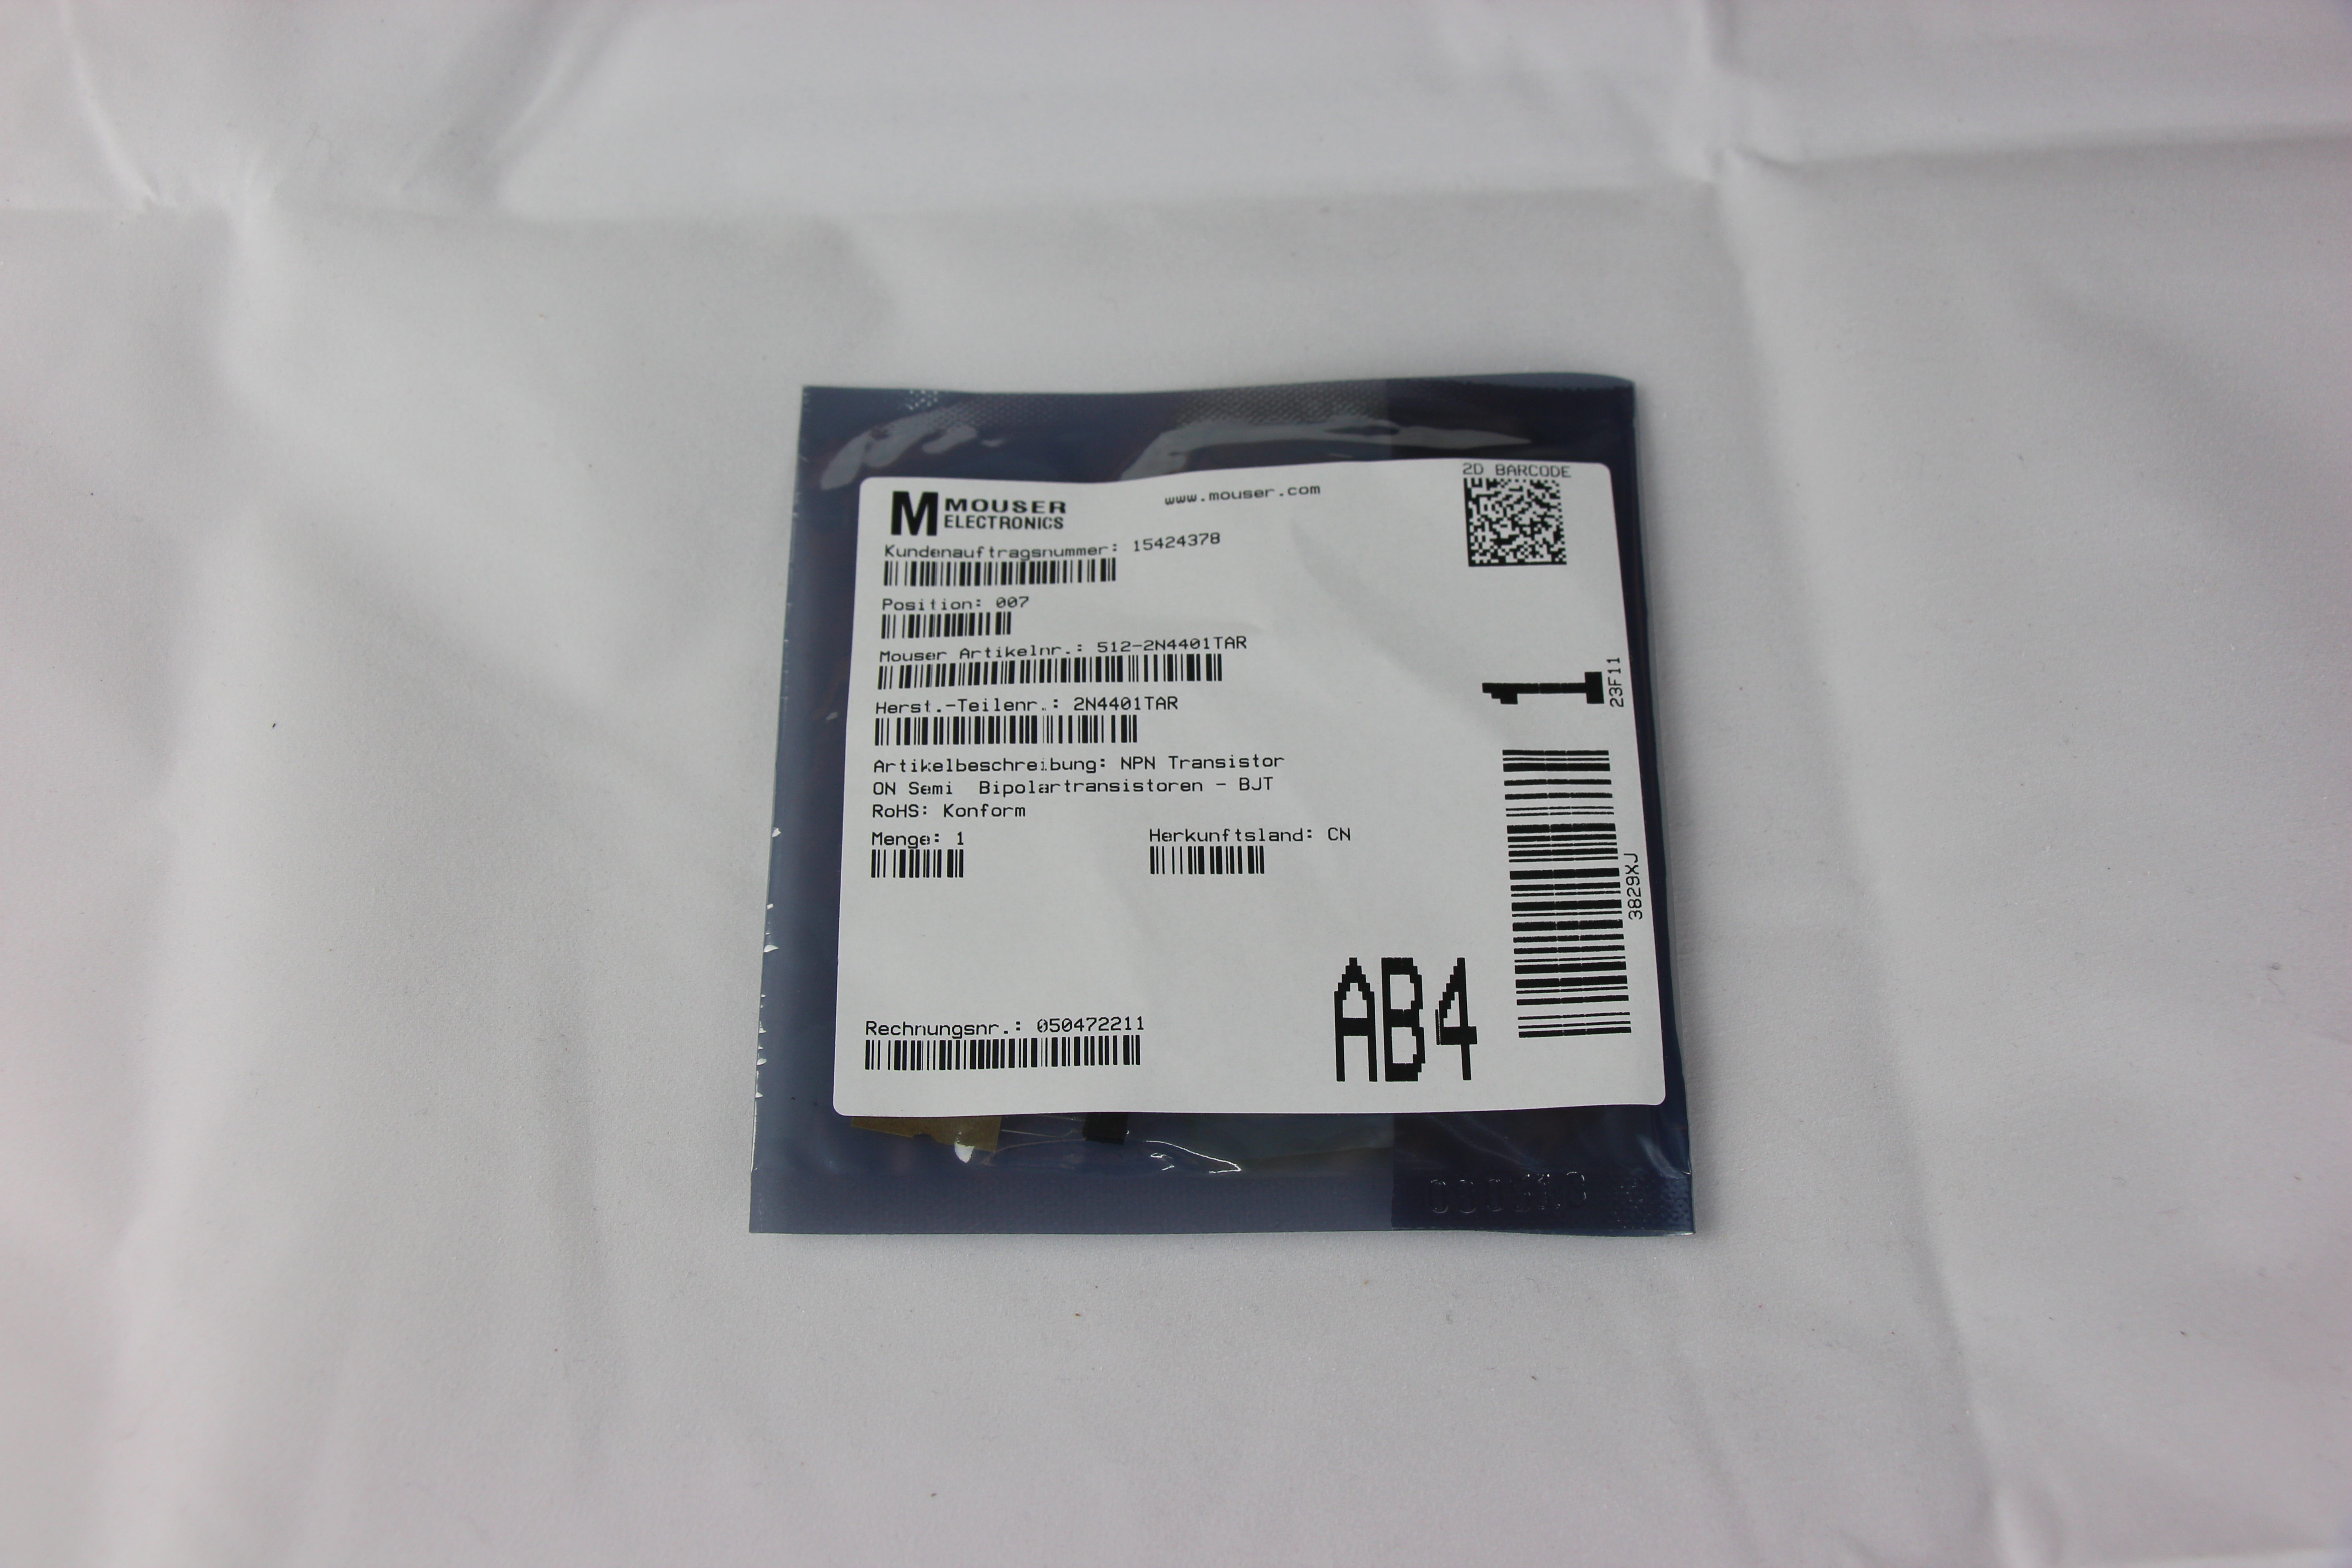 M MOUSER
ELECTRONICS
www.mouser.com
2D BARCODE
Kundenauftragsnummer: 15424378
Position: 007
Mouser Artikelnr.: 512-2N4401TAR
Herst.-Teilenr.: 2N4401TAR
Artikelbeschreibung: NPN Transistor
ON Semi Bipolartransistoren - BJT
RoHS: Konform
Menge: 1
Herkunftsland: CN
Rechnungsnr.: 050472211
AB4
1
23F11
3829XJ